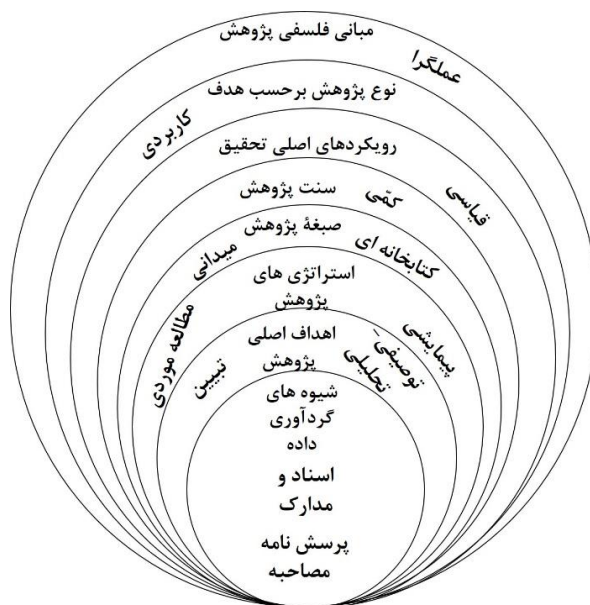 مبانی فلسفی پژوهش
عملگرا
نوع پژوهش برحسب هدف
کاربردی
رویکردهای اصلی تحقیق
قیاسی
سنت پژوهش
کمّی
صبغهٔ پژوهش
کتابخانه ای
میدانی
استراتژی های
پژوهش
پیمایشی
مطالعه موردی
اهداف اصلی
پژوهش
توصیفی –
تحلیلی
تبیین
شیوه های
گردآوری
داده
اسناد و
مدارک
پرسش نامه
مصاحبه